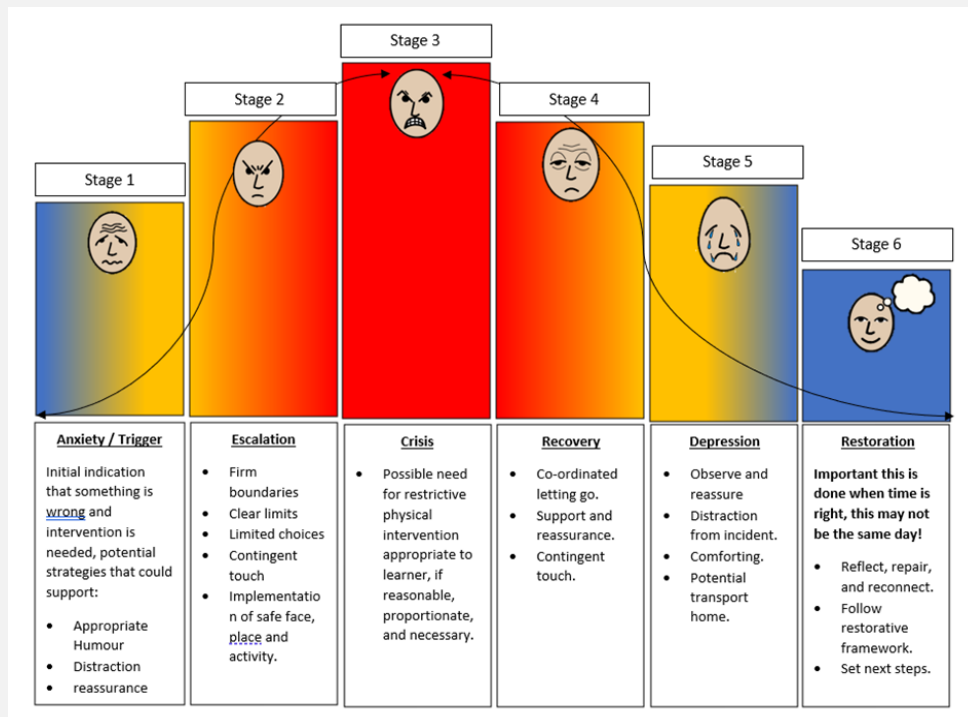 Stage 3
Stage 2
Stage 4
Stage 5
Stage 1
Stage 6
Anxiety / Trigger
Initial indication
that something is
wrong and
intervention is
needed, potential
strategies that could
support:
• Appropriate
Humour
• Distraction
• reassurance
Escalation
• Firm
boundaries
• Clear limits
• Limited choices
• Contingent
touch
• Implementatio
n of safe face,
place and
activity.
Crisis
• Possible need
for restrictive
physical
intervention
appropriate to
learner, if
reasonable,
proportionate,
and necessary.
Recovery
• Co-ordinated
letting go.
• Support and
reassurance.
• Contingent
touch.
Depression
• Observe and
reassure
• Distraction
from incident.
• Comforting.
• Potential
transport
home.
Restoration
Important this is
done when time is
right, this may not
be the same day!
• Reflect, repair,
and reconnect.
• Follow
restorative
framework.
• Set next steps.